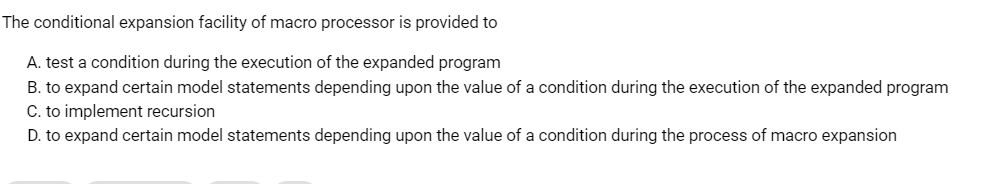 The conditional expansion facility of macro processor is provided to
A. test a condition during the execution of the expanded program
B. to expand certain model statements depending upon the value of a condition during the execution of the expanded program
C. to implement recursion
D. to expand certain model statements depending upon the value of a condition during the process of macro expansion